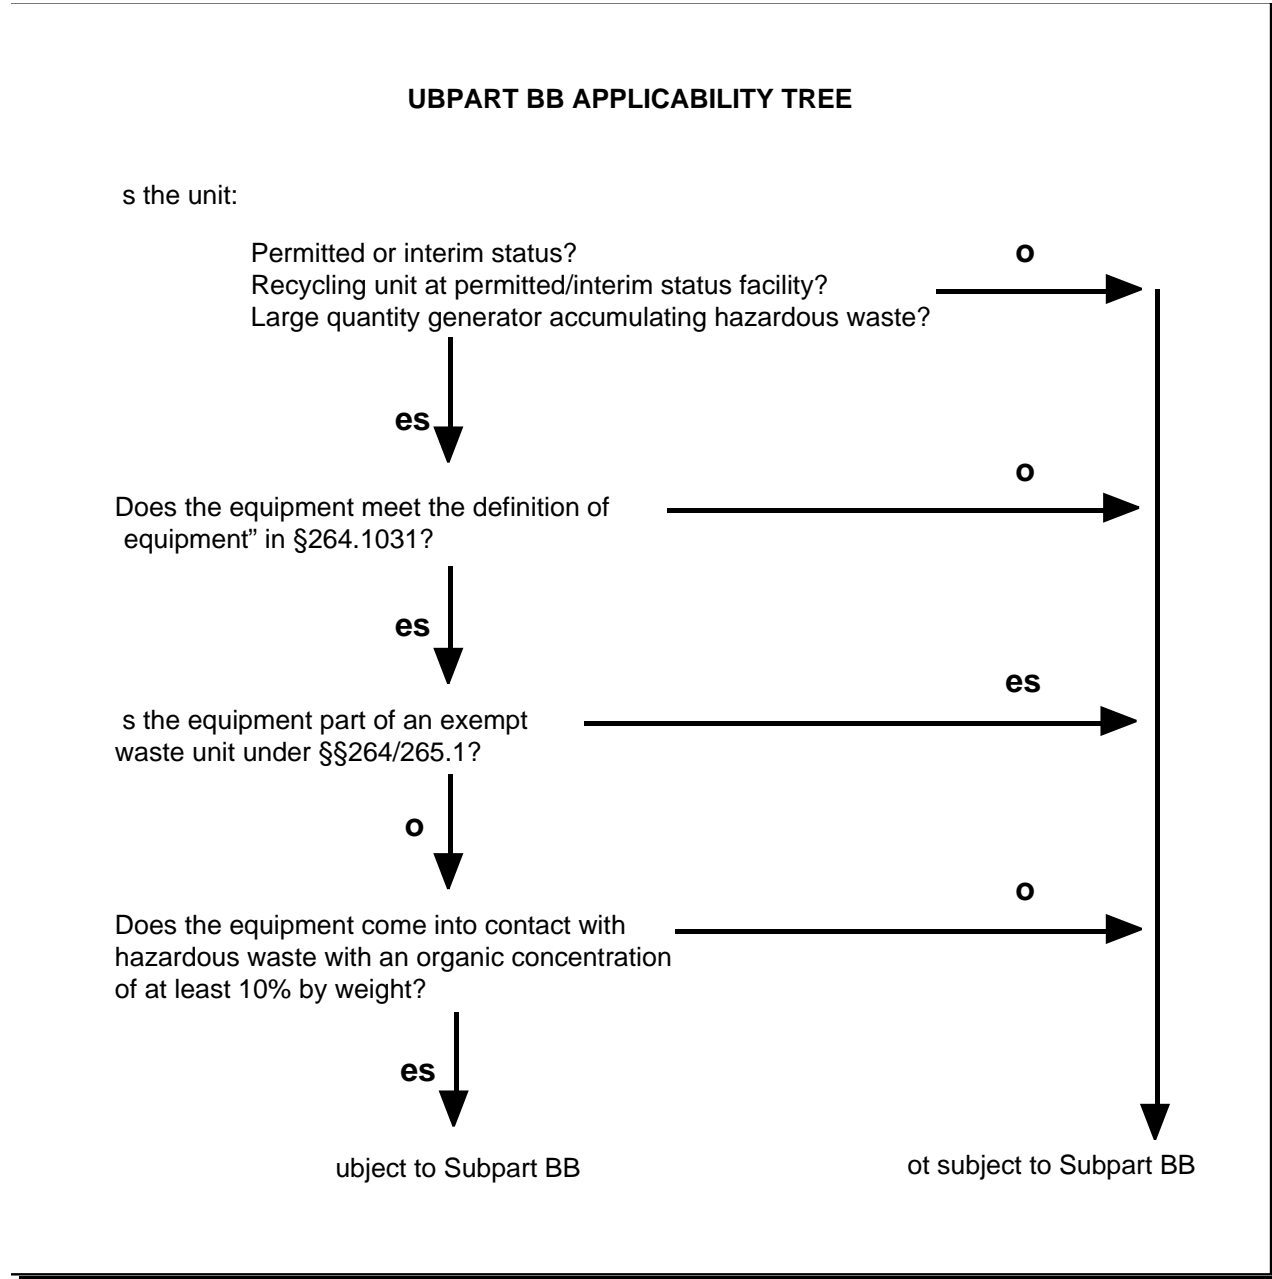 UBPART BB APPLICABILITY TREE
s the unit:
Permitted or interim status?
Recycling unit at permitted/interim status facility?
Large quantity generator accumulating hazardous waste?
o
es
Does the equipment meet the definition of
equipment” in §264.1031?
o
es
s the equipment part of an exempt
waste unit under §§264/265.1?
es
o
Does the equipment come into contact with
hazardous waste with an organic concentration
of at least 10% by weight?
o
es
ubject to Subpart BB
ot subject to Subpart BB